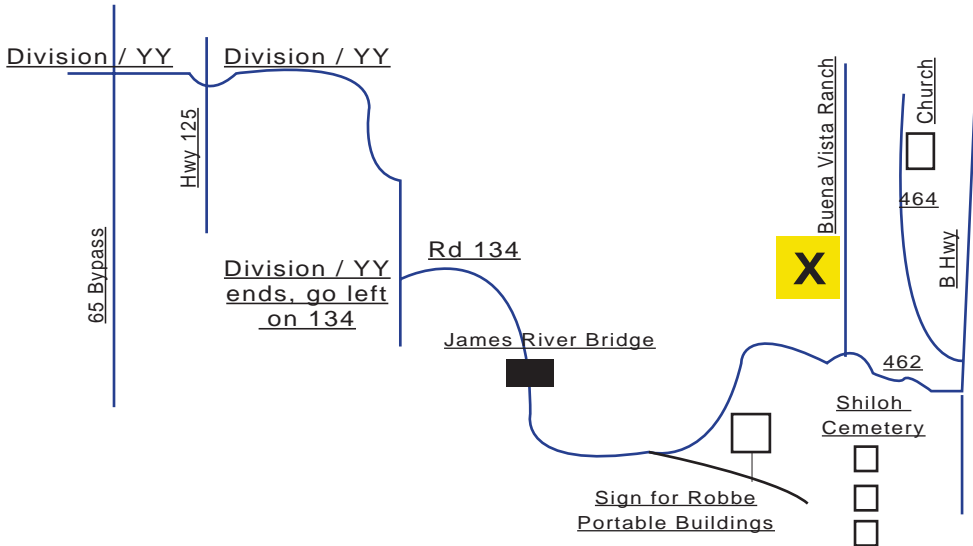 Division / YY
Division / YY
Hwy 125
65 Bypass
Division / YY
ends, go left
on 134
Rd 134
James River Bridge
Buena Vista Ranch
X
Church
464
B Hwy
462
Shiloh
Cemetery
Sign for Robbe
Portable Buildings